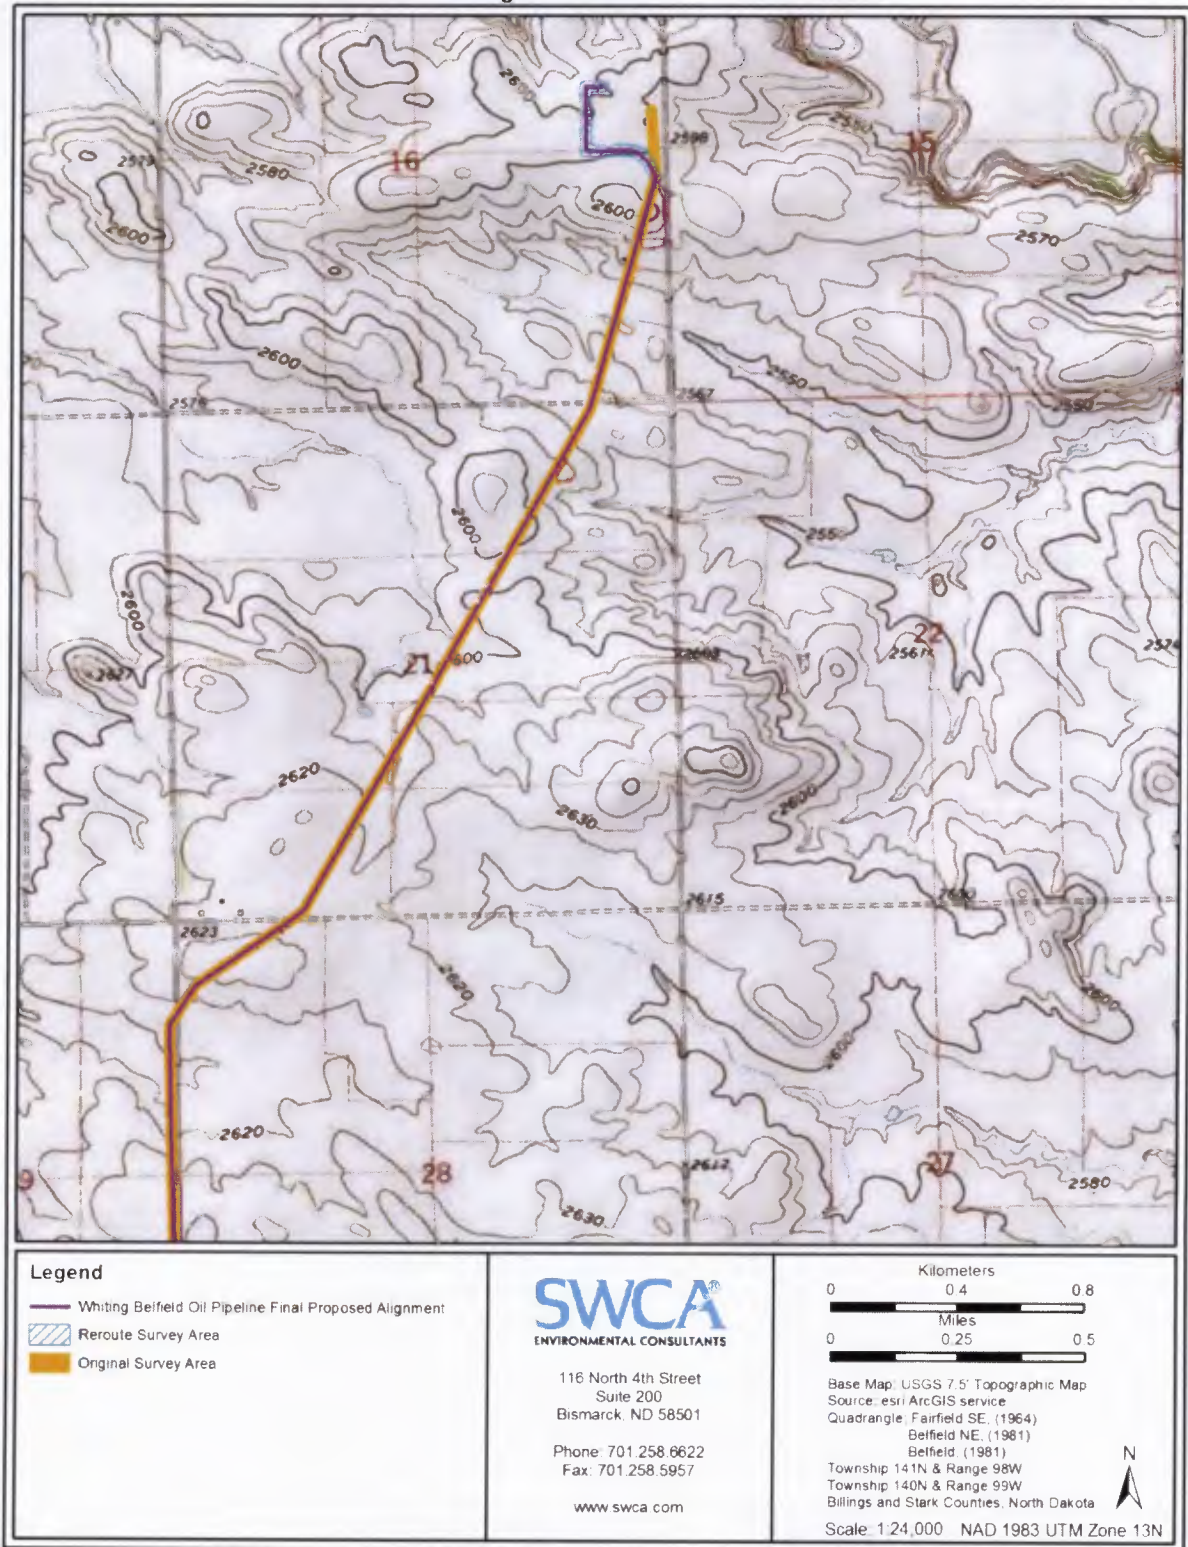 2600
2550
2598
15
16
2579
2580
2600
2600
2570
2600
2550
2576
2567
2550
2600
2600
22
2561
21
2627
2620
2600
2630
2615
2623
2620
2600
2600
2620
2612
27
28
9
2580
2630
Legend
Whiting Belfield Oil Pipeline Final Proposed Alignment
Reroute Survey Area
Original Survey Area
SWCA
ENVIRONMENTAL CONSULTANTS
116 North 4th Street
Suite 200
Bismarck, ND 58501
Phone: 701.258.6622
Fax: 701.258.5957
www.swca.com
Kilometers
0 0.4 0.8
Miles
0 0.25 0.5
Base Map: USGS 7.5' Topographic Map
Source: esri ArcGIS service
Quadrangle: Fairfield SE, (1964)
Belfield NE, (1981)
Belfield, (1981)
Township 141N & Range 98W
Township 140N & Range 99W
Billings and Stark Counties, North Dakota
N
Scale: 1:24,000 NAD 1983 UTM Zone 13N